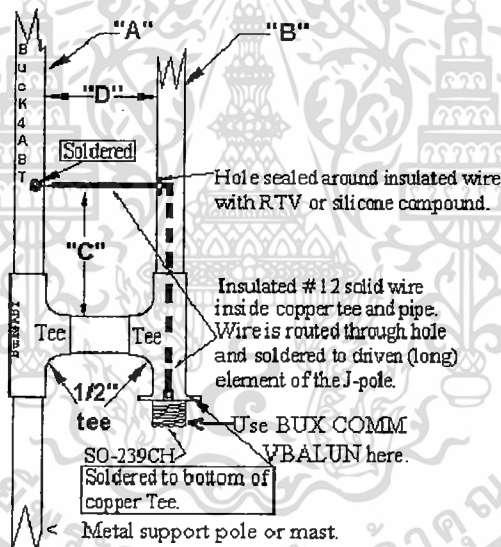 "A"
"B"
BucK4ABT
"D"
Soldered
Hole sealed around insulated wire
with RTV or silicone compound.
"C"
Insulated #12 solid wire
inside copper tee and pipe.
Wire is routed through hole
and soldered to driven (long)
element of the J-pole.
Tee
Tee
1/2"
tee
Use BUX COMM
VBALUN here.
SO-239CH
Soldered to bottom of
copper Tee.
< Metal support pole or mast.